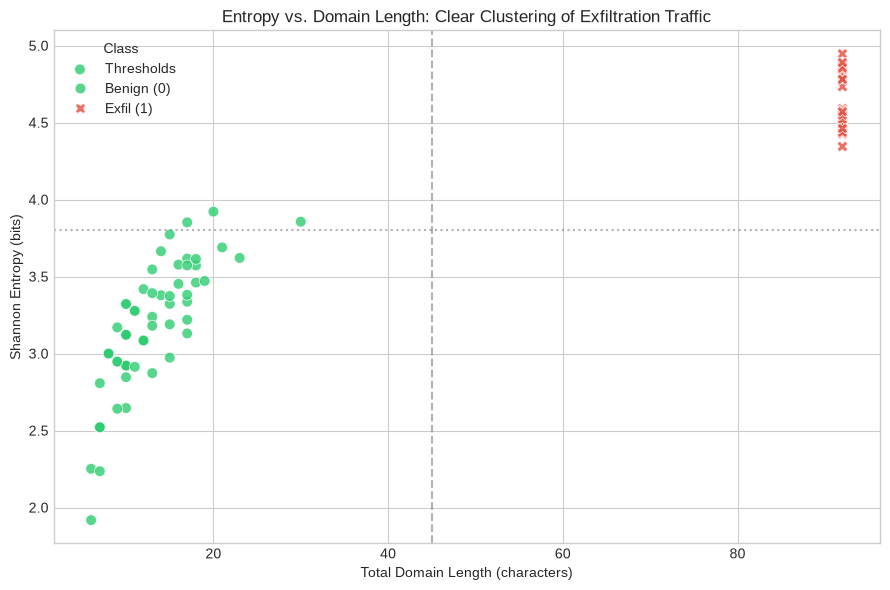 Entropy vs. Domain Length: Clear Clustering of Exfiltration Traffic
Class
Thresholds
Benign (0)
Exfil (1)
5.0
4.5
4.0
3.5
3.0
2.5
2.0
Shannon Entropy (bits)
20
40
60
80
Total Domain Length (characters)